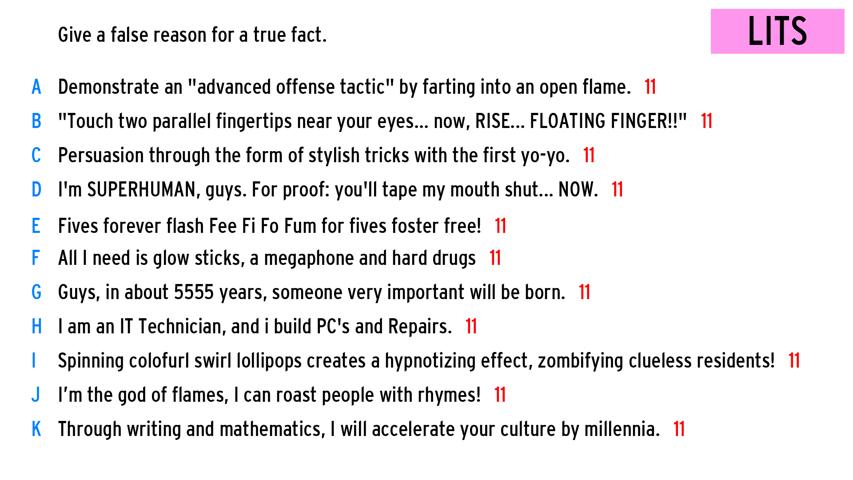 Give a false reason for a true fact.
LITS
A Demonstrate an "advanced offense tactic" by farting into an open flame. 11
B "Touch two parallel fingertips near your eyes... now, RISE... FLOATING FINGER!!" 11
C Persuasion through the form of stylish tricks with the first yo-yo. 11
D I'm SUPERHUMAN, guys. For proof: you'll tape my mouth shut... NOW. 11
E Fives forever flash Fee Fi Fo Fum for fives foster free! 11
F All I need is glow sticks, a megaphone and hard drugs 11
G Guys, in about 5555 years, someone very important will be born. 11
H I am an IT Technician, and i build PC's and Repairs. 11
I Spinning colofurl swirl lollipops creates a hypnotizing effect, zombifying clueless residents! 11
J I'm the god of flames, I can roast people with rhymes! 11
K Through writing and mathematics, I will accelerate your culture by millennia. 11